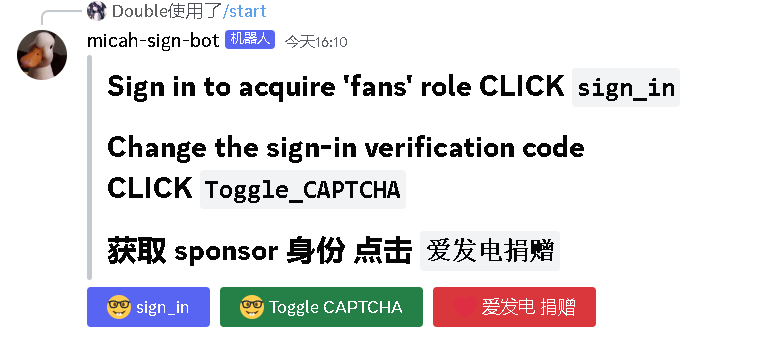 Double使用了/start
micah-sign-bot 机器人 今天16:10
Sign in to acquire 'fans' role CLICK sign_in
Change the sign-in verification code
CLICK Toggle_CAPTCHA
获取 sponsor 身份 点击 爱发电捐赠
🤓 sign_in 🤓 Toggle CAPTCHA ❤️ 爱发电 捐赠